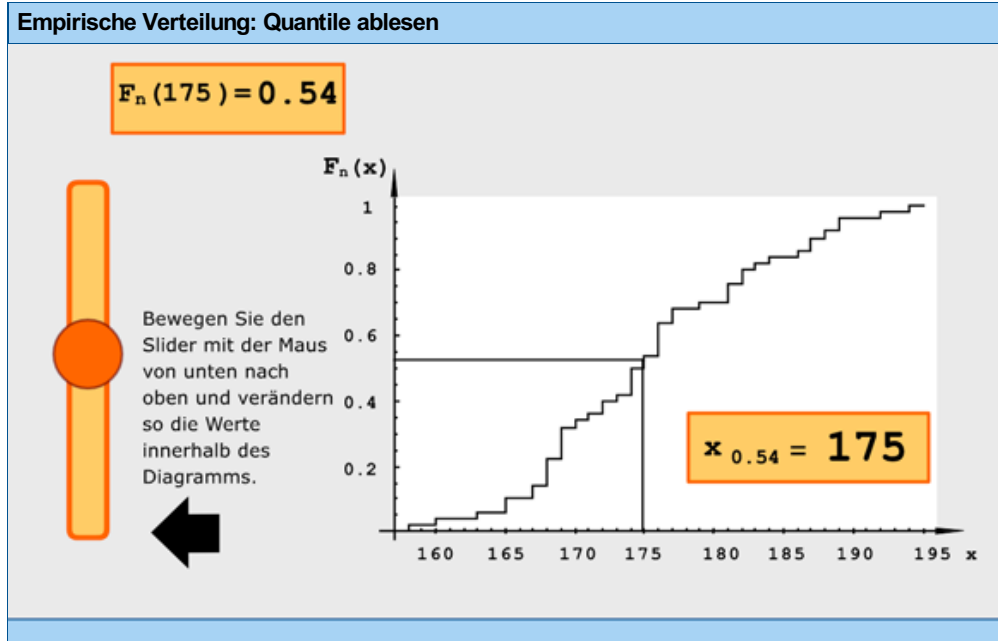 Empirische Verteilung: Quantile ablesen
Fₙ(175)=0.54
Fₙ(x)
1
0.8
0.6
0.4
0.2
Bewegen Sie den
Slider mit der Maus
von unten nach
oben und verändern
so die Werte
innerhalb des
Diagramms.
x 0.54 = 175
160 165 170 175 180 185 190 195 x